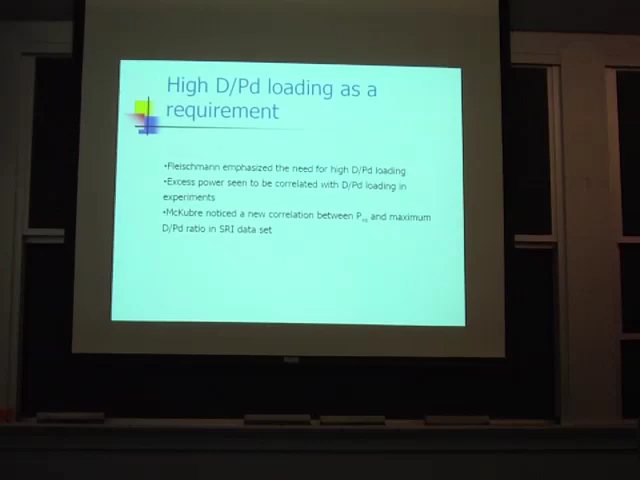 High D/Pd loading as a
requirement
•Fleischmann emphasized the need for high D/Pd loading
•Excess power seen to be correlated with D/Pd loading in
experiments
•McKubre noticed a new correlation between P and maximum
D/Pd ratio in SRI data set